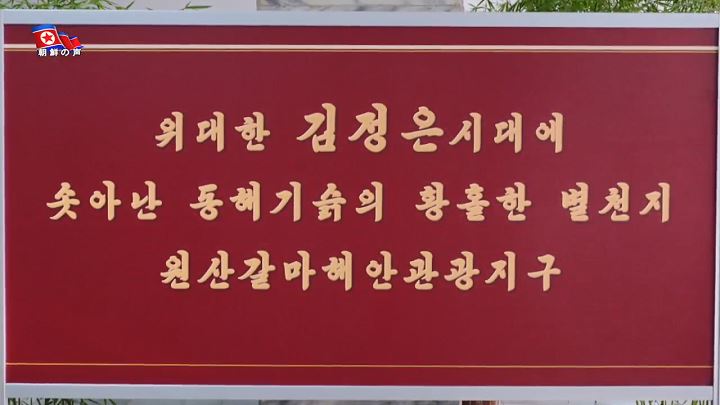 朝鮮の声
위대한 김정은시대에
솟아난 동해기슭의 황홀한 별천지
원산갈마해안관광지구